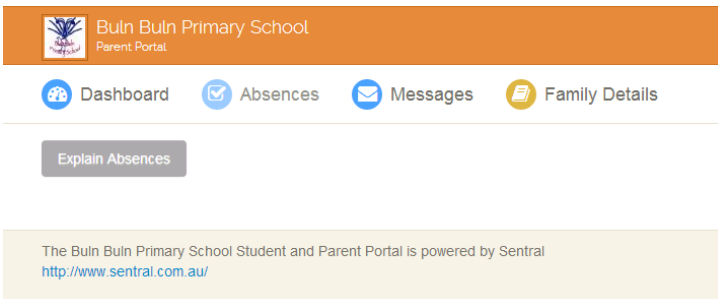 Buln Buln Primary School
Parent Portal
Dashboard Absences Messages Family Details
Explain Absences
The Buln Buln Primary School Student and Parent Portal is powered by Sentral
http://www.sentral.com.au/